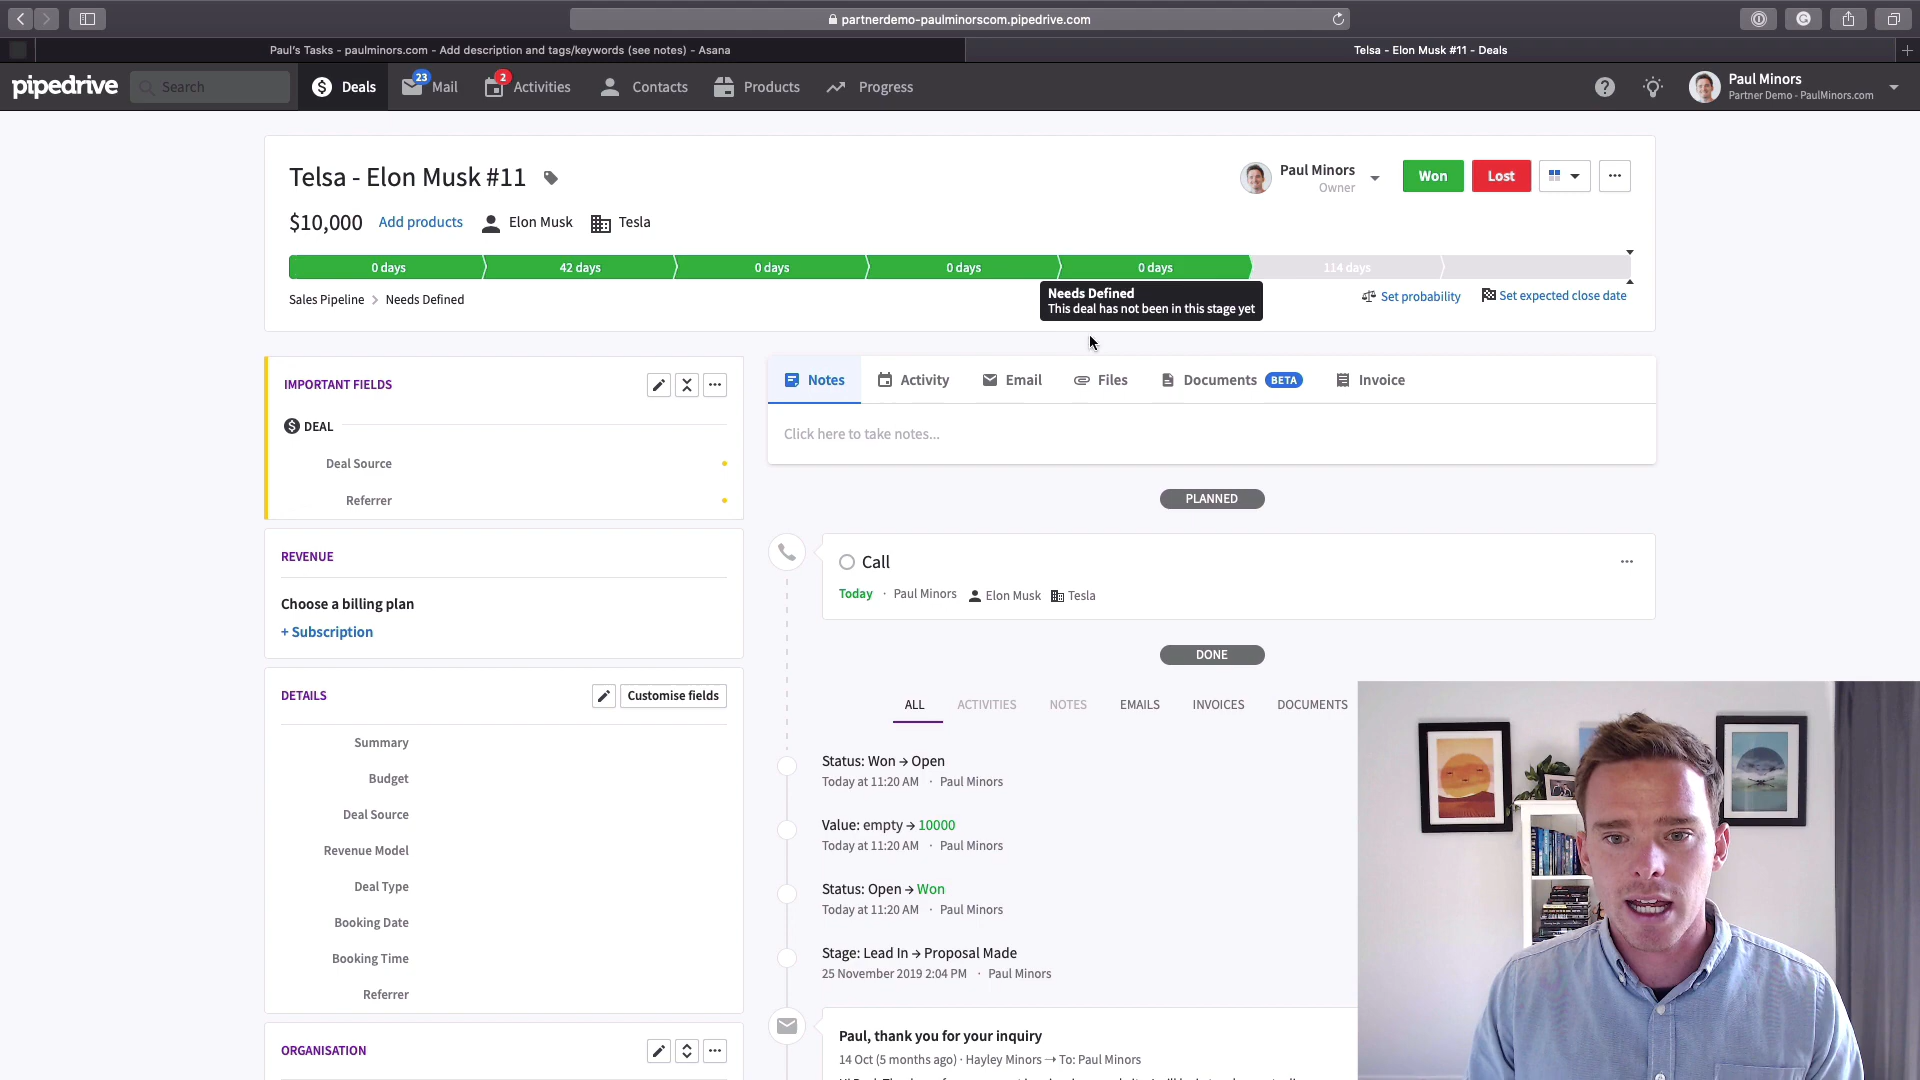 partnerdemo-paulminorscom.pipedrive.com
Paul's Tasks - paulminors.com - Add description and tags/keywords (see notes) - Asana
Telsa - Elon Musk #11 - Deals
pipedrive
Search
Deals
23
Mail
2
Activities
Contacts
Products
Progress
Paul Minors
Partner Demo - PaulMinors.com
Telsa - Elon Musk #11
Paul Minors
Owner
Won
Lost
$10,000
Add products
Elon Musk
Tesla
0 days
42 days
0 days
0 days
0 days
114 days
Sales Pipeline > Needs Defined
Needs Defined
This deal has not been in this stage yet
Set probability
Set expected close date
IMPORTANT FIELDS
DEAL
Deal Source
Referrer
REVENUE
Choose a billing plan
+ Subscription
DETAILS
Customise fields
Summary
Budget
Deal Source
Revenue Model
Deal Type
Booking Date
Booking Time
Referrer
ORGANISATION
Notes
Activity
Email
Files
Documents BETA
Invoice
Click here to take notes...
PLANNED
Call
Today · Paul Minors Elon Musk Tesla
DONE
ALL
ACTIVITIES
NOTES
EMAILS
INVOICES
DOCUMENTS
Status: Won → Open
Today at 11:20 AM · Paul Minors
Value: empty → 10000
Today at 11:20 AM · Paul Minors
Status: Open → Won
Today at 11:20 AM · Paul Minors
Stage: Lead In → Proposal Made
25 November 2019 2:04 PM · Paul Minors
Paul, thank you for your inquiry
14 Oct (5 months ago) · Hayley Minors → To: Paul Minors